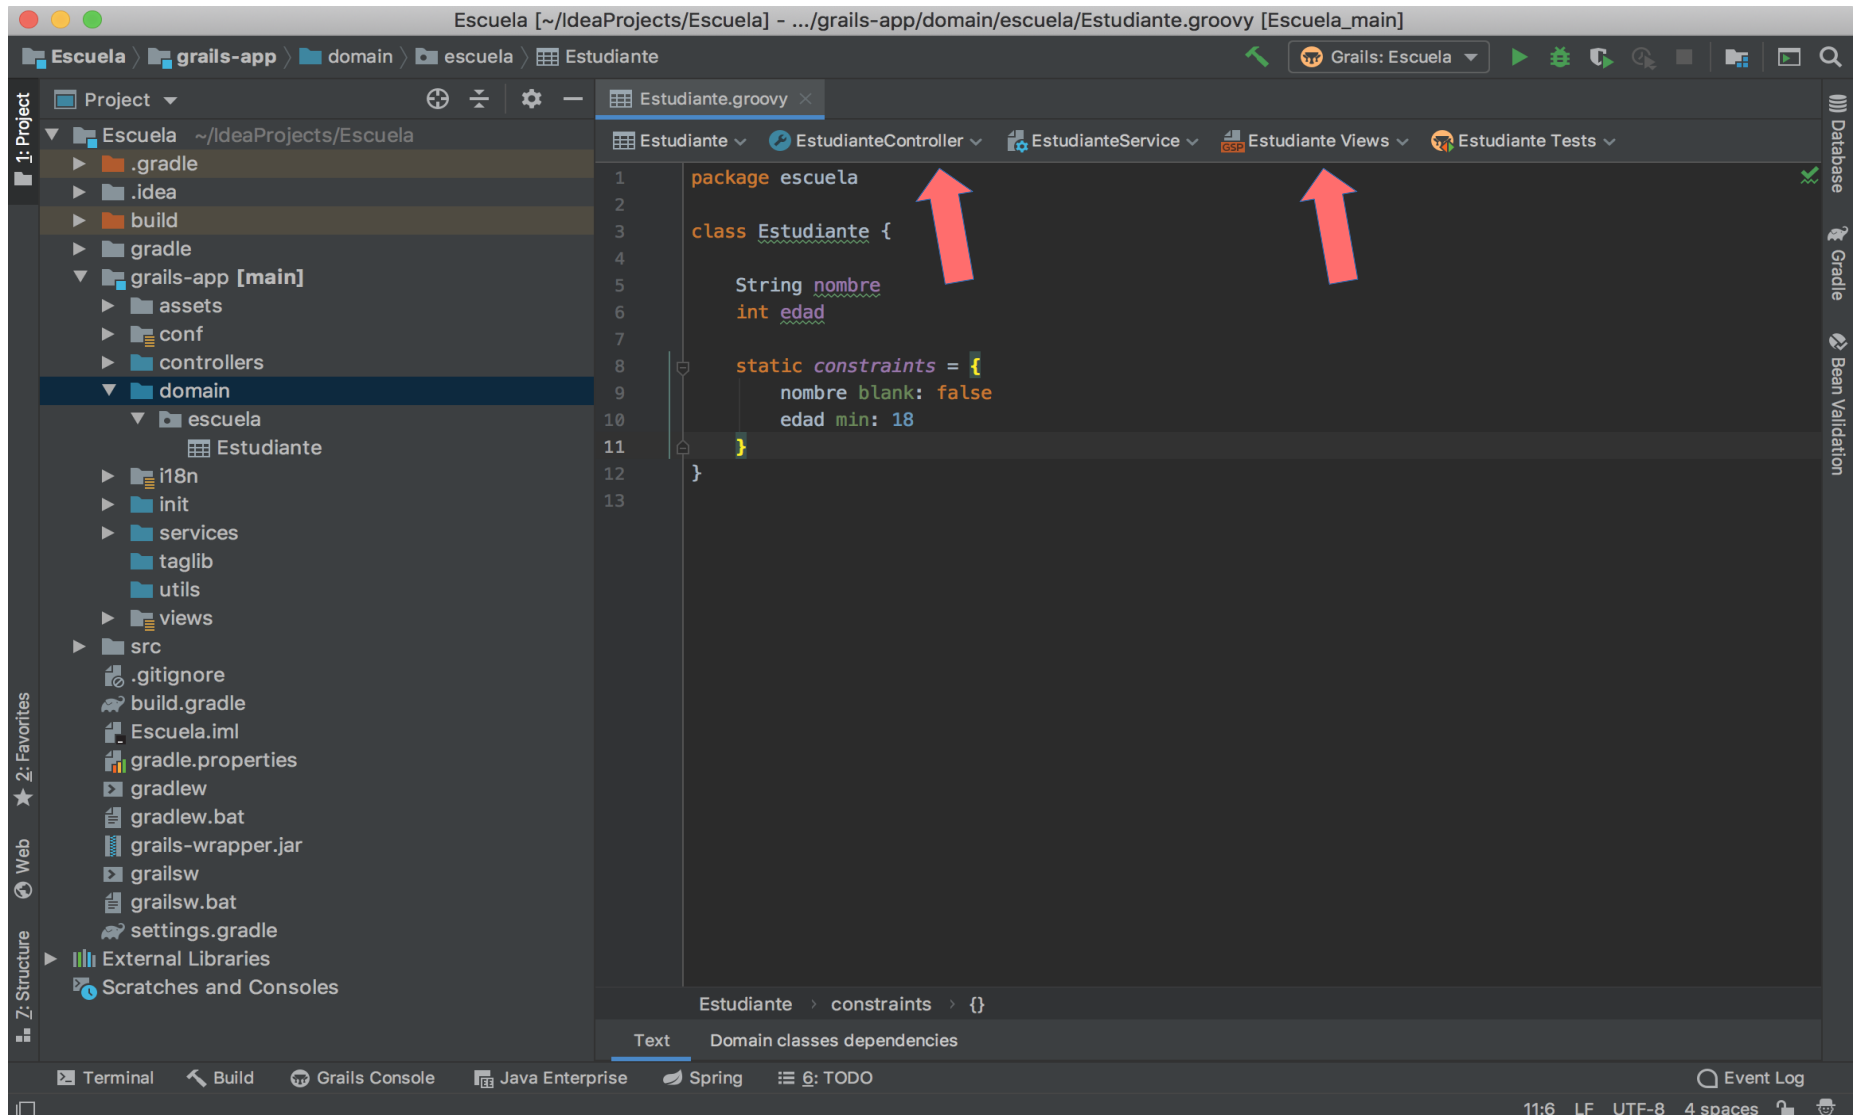 Escuela [~/IdeaProjects/Escuela] - .../grails-app/domain/escuela/Estudiante.groovy [Escuela_main]
Escuela grails-app domain escuela Estudiante
Grails: Escuela
1: Project
2: Favorites
Web
Z: Structure
Project
Escuela ~/IdeaProjects/Escuela
.gradle
.idea
build
gradle
grails-app [main]
assets
conf
controllers
domain
escuela
Estudiante
i18n
init
services
taglib
utils
views
src
.gitignore
build.gradle
Escuela.iml
gradle.properties
gradlew
gradlew.bat
grails-wrapper.jar
grailsw
grailsw.bat
settings.gradle
External Libraries
Scratches and Consoles
Estudiante.groovy
Estudiante EstudianteController EstudianteService GSP Estudiante Views Estudiante Tests
1 package escuela
2
3 class Estudiante {
4
5 String nombre
6 int edad
7
8 static constraints = {
9 nombre blank: false
10 edad min: 18
11 }
12 }
13
Estudiante > constraints > {}
Text Domain classes dependencies
Database
Gradle
Bean Validation
Terminal Build Grails Console Java Enterprise Spring 6: TODO Event Log
11:6 LF UTF-8 4 spaces